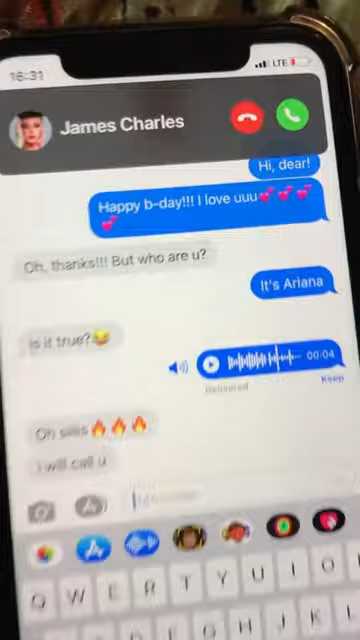 16:31
LTE
James Charles
Hi, dear!
Happy b-day!!! I love uuu💕💕💕
💕
Oh, thanks!!! But who are u?
It's Ariana
Is it true?😂
00:04
Delivered
Keep
Oh 🔥🔥🔥
I will call u
Q W E R T Y U I O
G H J K L